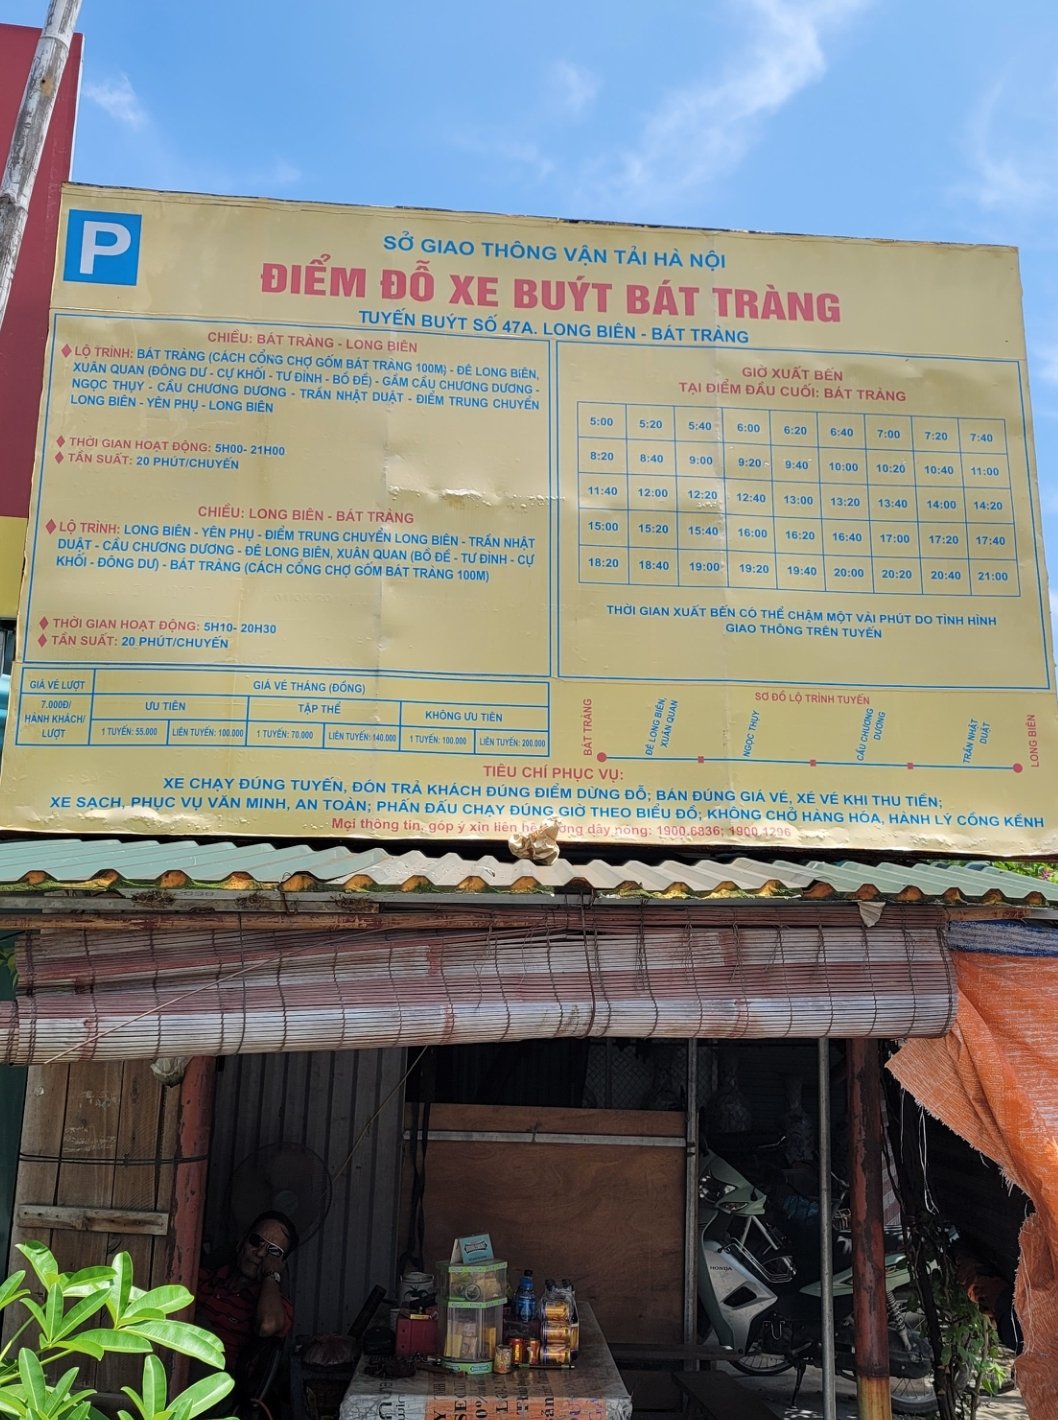 P
SỞ GIAO THÔNG VẬN TẢI HÀ NỘI
ĐIỂM ĐỖ XE BUÝT BÁT TRÀNG
TUYẾN BUÝT SỐ 47A. LONG BIÊN - BÁT TRÀNG
CHIỀU: BÁT TRÀNG - LONG BIÊN
LỘ TRÌNH: BÁT TRÀNG (CÁCH CỔNG CHỢ GỐM BÁT TRÀNG 100M) - ĐÊ LONG BIÊN,
XUÂN QUAN (ĐÔNG DƯ - CỰ KHỐI - TƯ ĐÌNH - BỒ ĐỀ) - GẦM CẦU CHƯƠNG DƯƠNG -
NGỌC THỤY - CẦU CHƯƠNG DƯƠNG - TRẦN NHẬT DUẬT - ĐIỂM TRUNG CHUYỂN
LONG BIÊN - YÊN PHỤ - LONG BIÊN
THỜI GIAN HOẠT ĐỘNG: 5H00- 21H00
TẦN SUẤT: 20 PHÚT/CHUYẾN
CHIỀU: LONG BIÊN - BÁT TRÀNG
LỘ TRÌNH: LONG BIÊN - YÊN PHỤ - ĐIỂM TRUNG CHUYỂN LONG BIÊN - TRẦN NHẬT
DUẬT - CẦU CHƯƠNG DƯƠNG - ĐÊ LONG BIÊN, XUÂN QUAN (BỒ ĐỀ - TƯ ĐÌNH - CỰ
KHỐI - ĐÔNG DƯ) - BÁT TRÀNG (CÁCH CỔNG CHỢ GỐM BÁT TRÀNG 100M)
THỜI GIAN HOẠT ĐỘNG: 5H10- 20H30
TẦN SUẤT: 20 PHÚT/CHUYẾN
GIỜ XUẤT BẾN
TẠI ĐIỂM ĐẦU CUỐI: BÁT TRÀNG
5:00 5:20 5:40 6:00 6:20 6:40 7:00 7:20 7:40
8:20 8:40 9:00 9:20 9:40 10:00 10:20 10:40 11:00
11:40 12:00 12:20 12:40 13:00 13:20 13:40 14:00 14:20
15:00 15:20 15:40 16:00 16:20 16:40 17:00 17:20 17:40
18:20 18:40 19:00 19:20 19:40 20:00 20:20 20:40 21:00
THỜI GIAN XUẤT BẾN CÓ THỂ CHẬM MỘT VÀI PHÚT DO TÌNH HÌNH
GIAO THÔNG TRÊN TUYẾN
GIÁ VÉ LƯỢT
GIÁ VÉ THÁNG (ĐỒNG)
7.000Đ/
HÀNH KHÁCH/
LƯỢT
ƯU TIÊN TẬP THỂ KHÔNG ƯU TIÊN
1 TUYẾN: 55.000 LIÊN TUYẾN: 100.000 1 TUYẾN: 70.000 LIÊN TUYẾN: 140.000 1 TUYẾN: 100.000 LIÊN TUYẾN: 200.000
SƠ ĐỒ LỘ TRÌNH TUYẾN
BÁT TRÀNG
ĐÊ LONG BIÊN,
XUÂN QUAN
NGỌC THỤY
CẦU CHƯƠNG
DƯƠNG
TRẦN NHẬT
DUẬT
LONG BIÊN
TIÊU CHÍ PHỤC VỤ:
XE CHẠY ĐÚNG TUYẾN, ĐÓN TRẢ KHÁCH ĐÚNG ĐIỂM DỪNG ĐỖ; BÁN ĐÚNG GIÁ VÉ, XÉ VÉ KHI THU TIỀN;
XE SẠCH, PHỤC VỤ VĂN MINH, AN TOÀN; PHẤN ĐẤU CHẠY ĐÚNG GIỜ THEO BIỂU ĐỒ; KHÔNG CHỞ HÀNG HÓA, HÀNH LÝ CỒNG KỀNH
Mọi thông tin, góp ý xin liên hệ đường dây nóng: 1900.6836; 1900.1296
HONDA